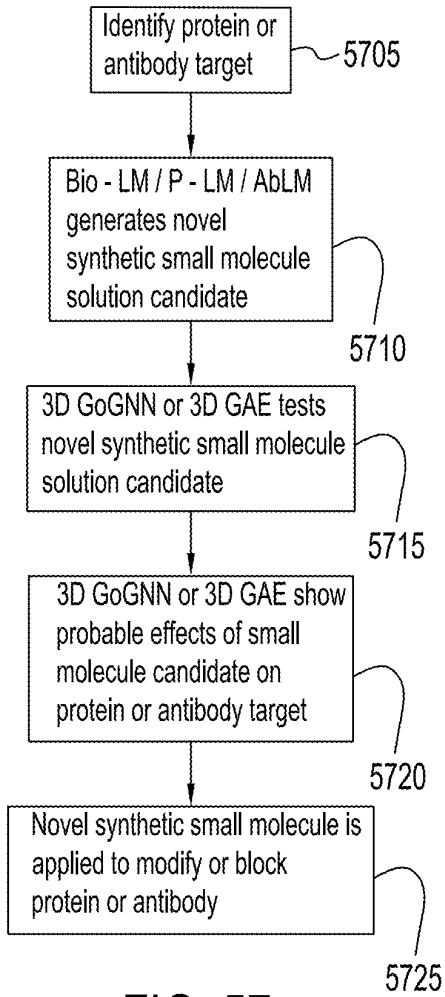 Identify protein or
antibody target
5705
Bio - LM / P - LM / AbLM
generates novel
synthetic small molecule
solution candidate
5710
3D GoGNN or 3D GAE tests
novel synthetic small molecule
solution candidate
5715
3D GoGNN or 3D GAE show
probable effects of small
molecule candidate on
protein or antibody target
5720
Novel synthetic small molecule is
applied to modify or block
protein or antibody
5725